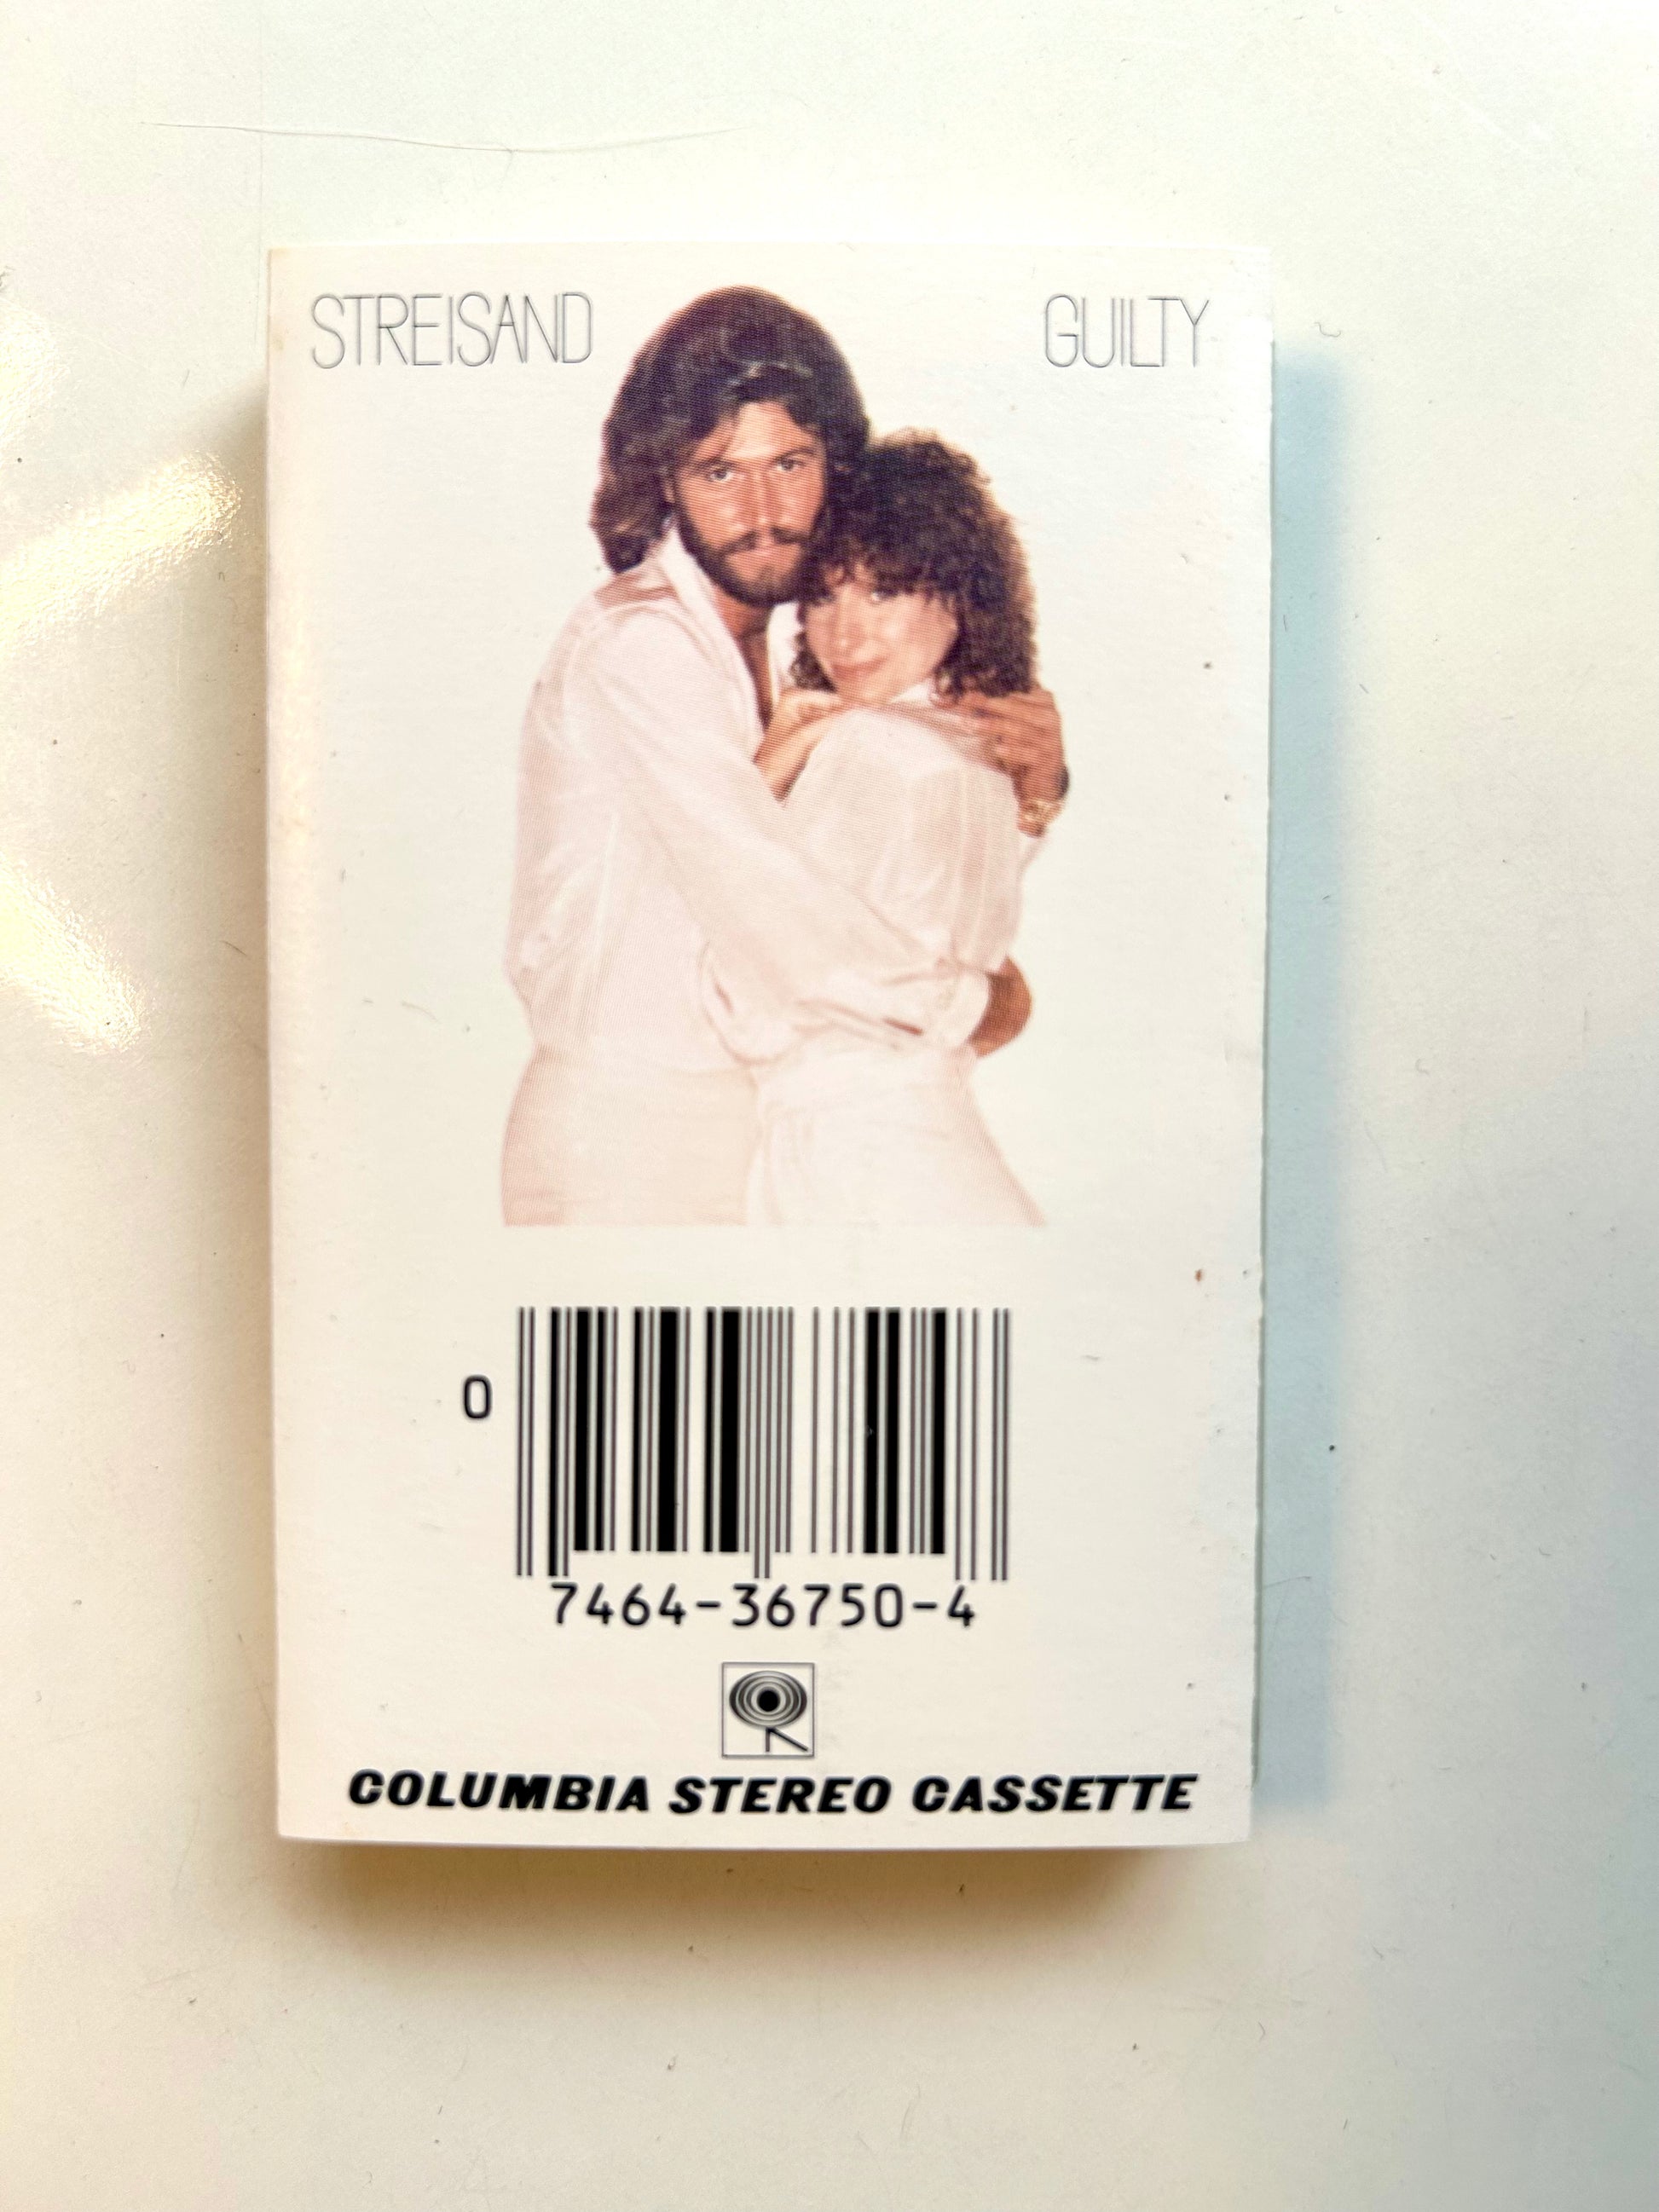 STREISAND GUILTY
0
7464-36750-4
COLUMBIA STEREO CASSETTE